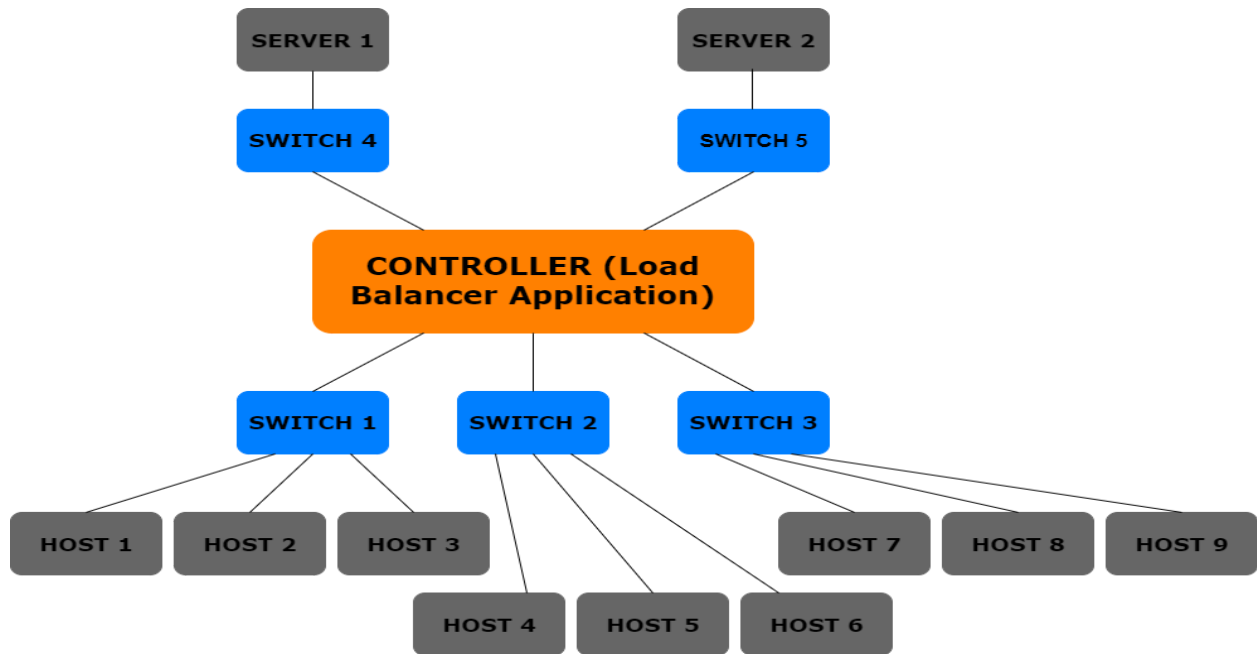 SERVER 1
SERVER 2
SWITCH 4
SWITCH 5
CONTROLLER (Load
Balancer Application)
SWITCH 1
SWITCH 2
SWITCH 3
HOST 1
HOST 2
HOST 3
HOST 7
HOST 8
HOST 9
HOST 4
HOST 5
HOST 6